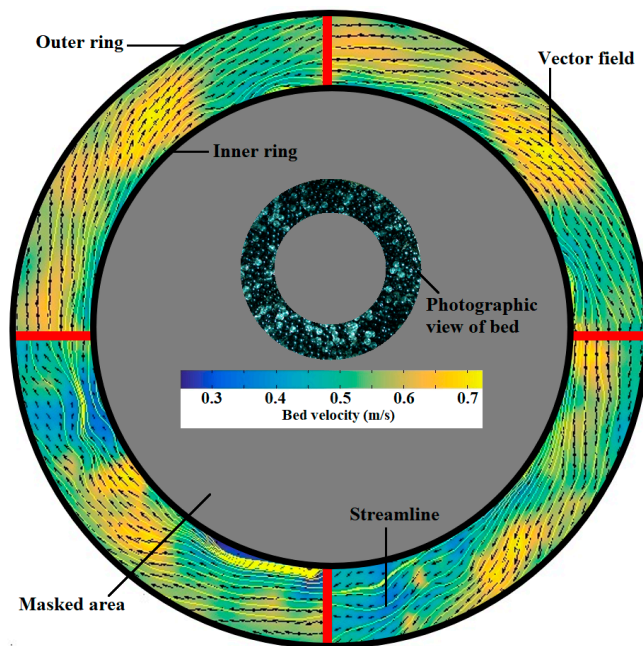 Outer ring
Vector field
Inner ring
Photographic
view of bed
0.3 0.4 0.5 0.6 0.7
Bed velocity (m/s)
Streamline
Masked area